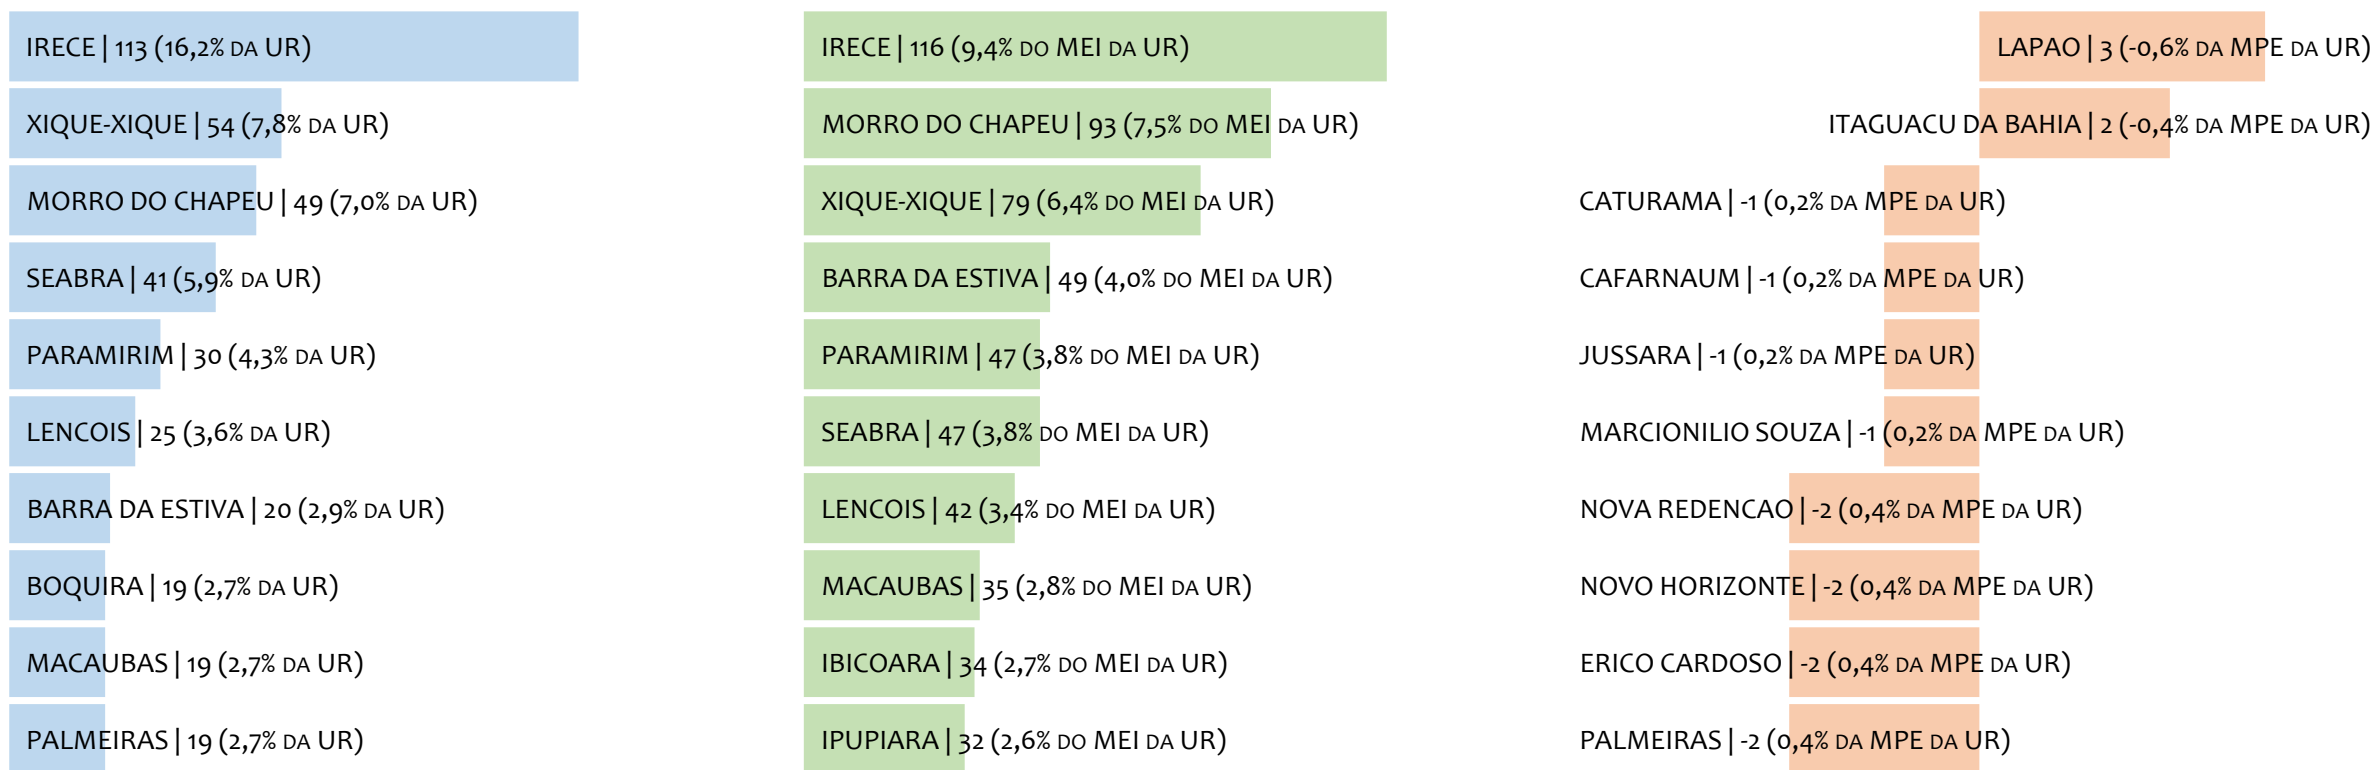 IRECE | 113 (16,2% DA UR)
XIQUE-XIQUE | 54 (7,8% DA UR)
MORRO DO CHAPEU | 49 (7,0% DA UR)
SEABRA | 41 (5,9% DA UR)
PARAMIRIM | 30 (4,3% DA UR)
LENCOIS | 25 (3,6% DA UR)
BARRA DA ESTIVA | 20 (2,9% DA UR)
BOQUIRA | 19 (2,7% DA UR)
MACAUBAS | 19 (2,7% DA UR)
PALMEIRAS | 19 (2,7% DA UR)
IRECE | 116 (9,4% DO MEI DA UR)
MORRO DO CHAPEU | 93 (7,5% DO MEI DA UR)
XIQUE-XIQUE | 79 (6,4% DO MEI DA UR)
BARRA DA ESTIVA | 49 (4,0% DO MEI DA UR)
PARAMIRIM | 47 (3,8% DO MEI DA UR)
SEABRA | 47 (3,8% DO MEI DA UR)
LENCOIS | 42 (3,4% DO MEI DA UR)
MACAUBAS | 35 (2,8% DO MEI DA UR)
IBICOARA | 34 (2,7% DO MEI DA UR)
IPUPIARA | 32 (2,6% DO MEI DA UR)
LAPAO | 3 (-0,6% DA MPE DA UR)
ITAGUACU DA BAHIA | 2 (-0,4% DA MPE DA UR)
CATURAMA | -1 (0,2% DA MPE DA UR)
CAFARNAUM | -1 (0,2% DA MPE DA UR)
JUSSARA | -1 (0,2% DA MPE DA UR)
MARCIONILIO SOUZA | -1 (0,2% DA MPE DA UR)
NOVA REDENCAO | -2 (0,4% DA MPE DA UR)
NOVO HORIZONTE | -2 (0,4% DA MPE DA UR)
ERICO CARDOSO | -2 (0,4% DA MPE DA UR)
PALMEIRAS | -2 (0,4% DA MPE DA UR)